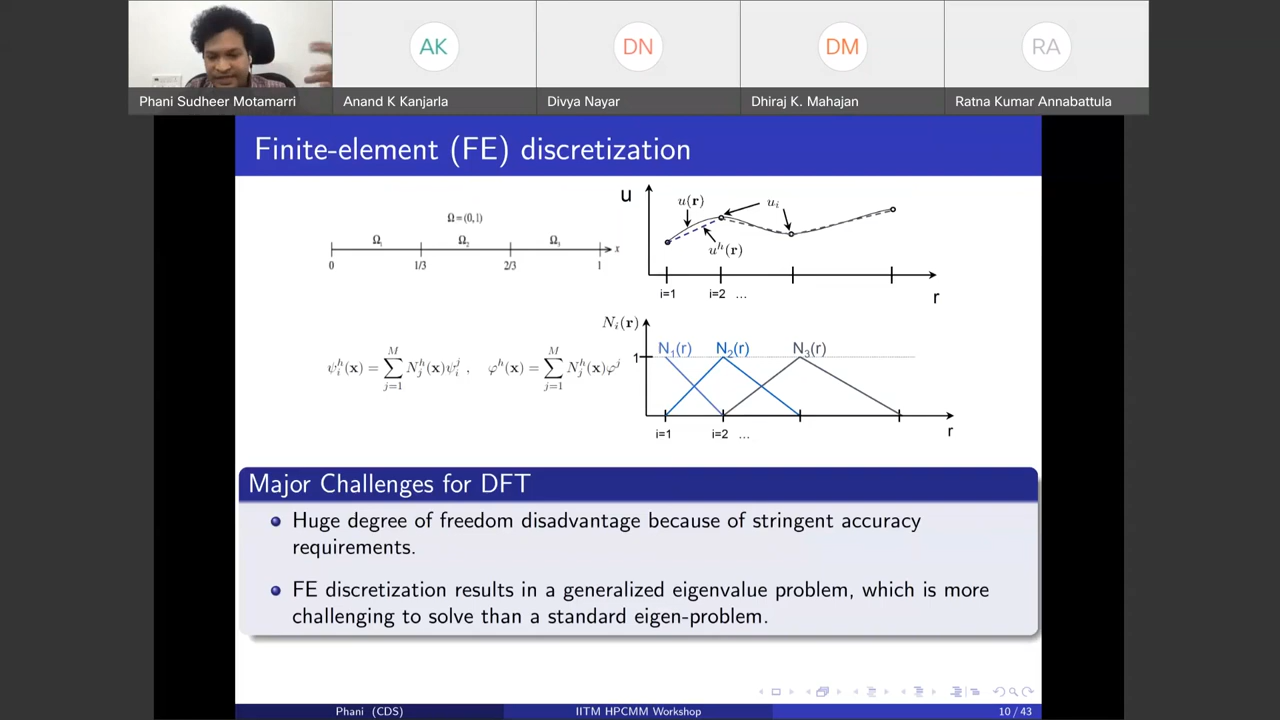 AK
DN
DM
RA
Phani Sudheer Motamarri
Anand K Kanjarla
Divya Nayar
Dhiraj K. Mahajan
Ratna Kumar Annabattula
Finite-element (FE) discretization
Ω=(0,1)
Ω₁ Ω₂ Ω₃ x
0 1/3 2/3 1
u
u(r)
uᵢ
uʰ(r)
i=1 i=2 ...
r
ψᵢʰ(x) = ∑ⱼ₌₁ᴹ Nⱼʰ(x)ψᵢʲ , φʰ(x) = ∑ⱼ₌₁ᴹ Nⱼʰ(x)φʲ
Nᵢ(r)
1
N₁(r) N₂(r) N₃(r)
i=1 i=2 ...
r
Major Challenges for DFT
Huge degree of freedom disadvantage because of stringent accuracy
requirements.
FE discretization results in a generalized eigenvalue problem, which is more
challenging to solve than a standard eigen-problem.
Phani (CDS) IITM HPCMM Workshop 10 / 43